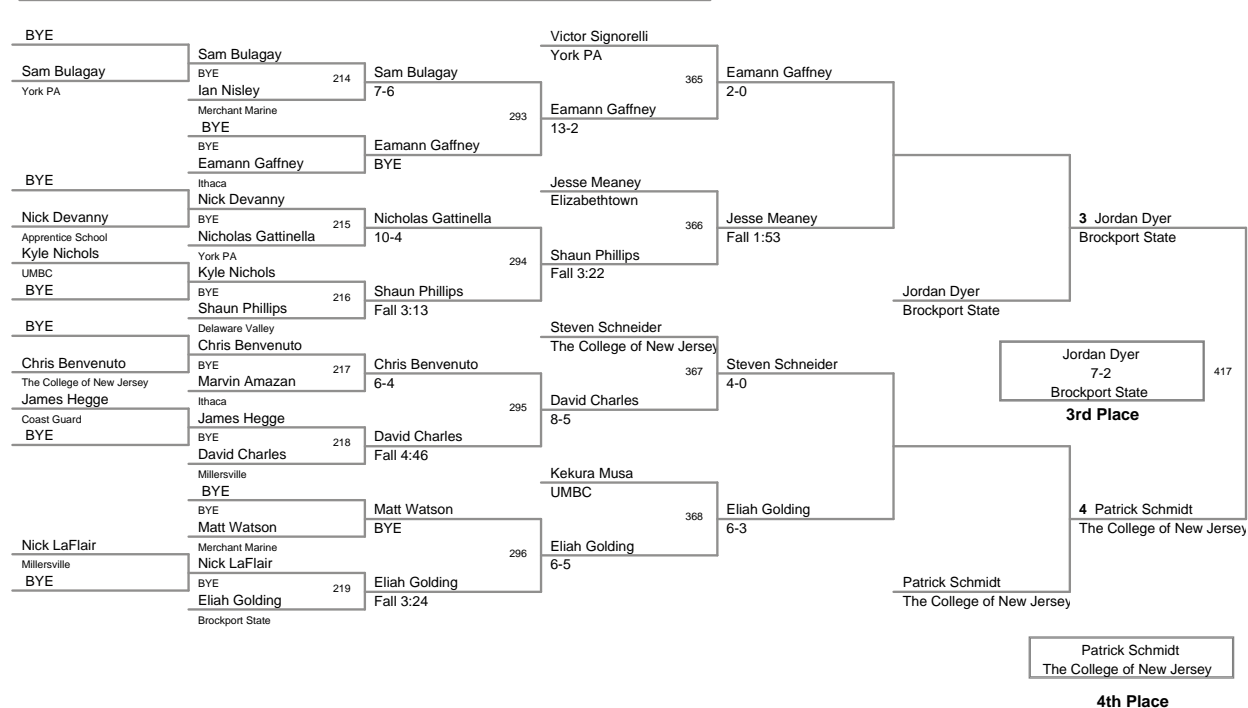 BYE
Sam Bulagay
York PA
BYE
Nick Devanny
Apprentice School
Kyle Nichols
UMBC
BYE
BYE
Chris Benvenuto
The College of New Jersey
James Hegge
Coast Guard
BYE
Nick LaFlair
Millersville
BYE
Sam Bulagay
BYE
214
Ian Nisley
Merchant Marine
BYE
BYE
Eamann Gaffney
Ithaca
Nick Devanny
BYE
215
Nicholas Gattinella
York PA
Kyle Nichols
BYE
216
Shaun Phillips
Delaware Valley
Chris Benvenuto
BYE
217
Marvin Amazan
Ithaca
James Hegge
BYE
218
David Charles
Millersville
BYE
BYE
Matt Watson
Merchant Marine
Nick LaFlair
BYE
219
Eliah Golding
Brockport State
Sam Bulagay
7-6
293
Eamann Gaffney
BYE
Nicholas Gattinella
10-4
294
Shaun Phillips
Fall 3:13
Chris Benvenuto
6-4
295
David Charles
Fall 4:46
Matt Watson
BYE
296
Eliah Golding
Fall 3:24
Victor Signorelli
York PA
365
Eamann Gaffney
13-2
Jesse Meaney
Elizabethtown
366
Shaun Phillips
Fall 3:22
Steven Schneider
The College of New Jersey
367
David Charles
8-5
Kekura Musa
UMBC
368
Eliah Golding
6-5
Eamann Gaffney
2-0
Jesse Meaney
Fall 1:53
Steven Schneider
4-0
Eliah Golding
6-3
Jordan Dyer
Brockport State
Patrick Schmidt
The College of New Jersey
3 Jordan Dyer
Brockport State
Jordan Dyer
7-2
Brockport State
417
3rd Place
4 Patrick Schmidt
The College of New Jersey
Patrick Schmidt
The College of New Jersey
4th Place